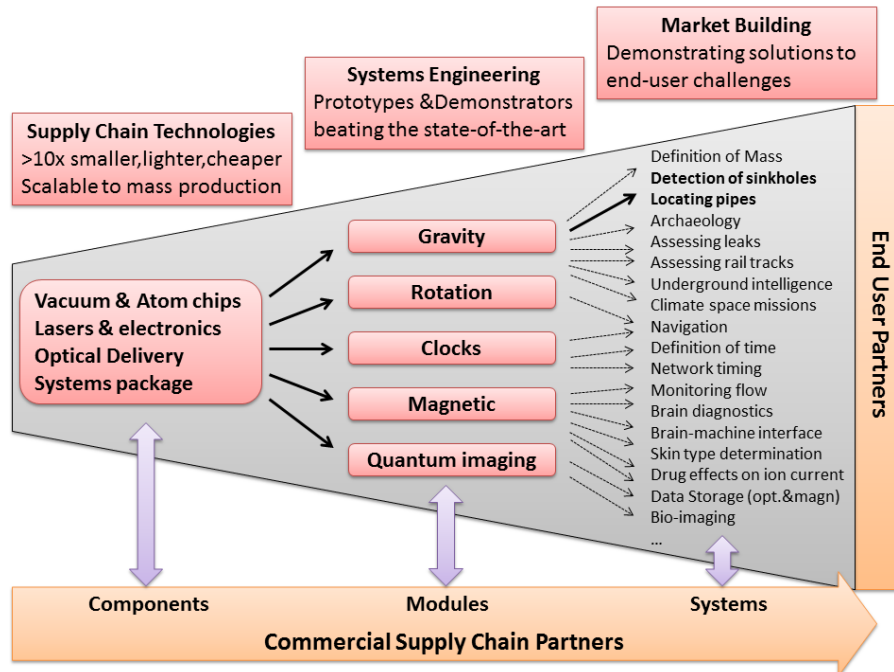 Market Building
Demonstrating solutions to
end-user challenges
Systems Engineering
Prototypes &Demonstrators
beating the state-of-the-art
Supply Chain Technologies
>10x smaller,lighter,cheaper
Scalable to mass production
Vacuum & Atom chips
Lasers & electronics
Optical Delivery
Systems package
Gravity
Rotation
Clocks
Magnetic
Quantum imaging
Definition of Mass
Detection of sinkholes
Locating pipes
Archaeology
Assessing leaks
Assessing rail tracks
Underground intelligence
Climate space missions
Navigation
Definition of time
Network timing
Monitoring flow
Brain diagnostics
Brain-machine interface
Skin type determination
Drug effects on ion current
Data Storage (opt.&magn)
Bio-imaging
...
End User Partners
Components
Modules
Systems
Commercial Supply Chain Partners